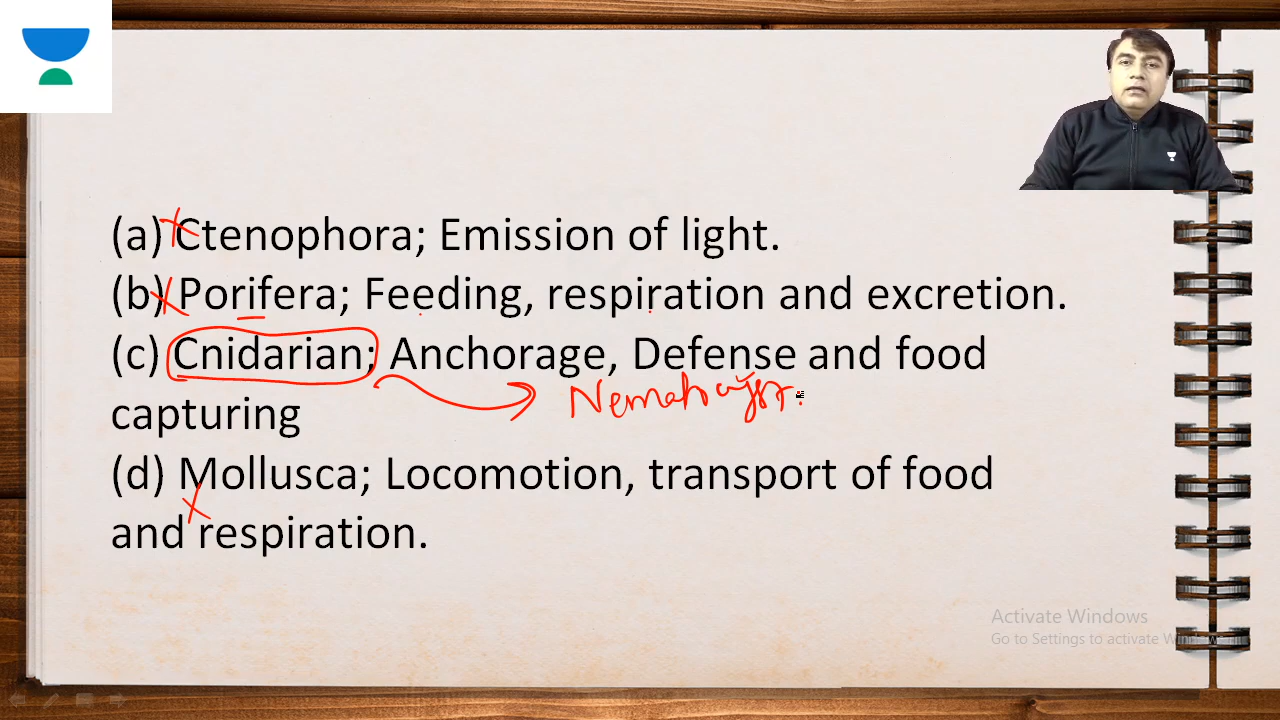 (a) Ctenophora; Emission of light.
(b) Porifera; Feeding, respiration and excretion.
(c) Cnidarian; Anchorage, Defense and food
capturing
Nematocyst.
(d) Mollusca; Locomotion, transport of food
and respiration.
Activate Windows
Go to Settings to activate Windows.